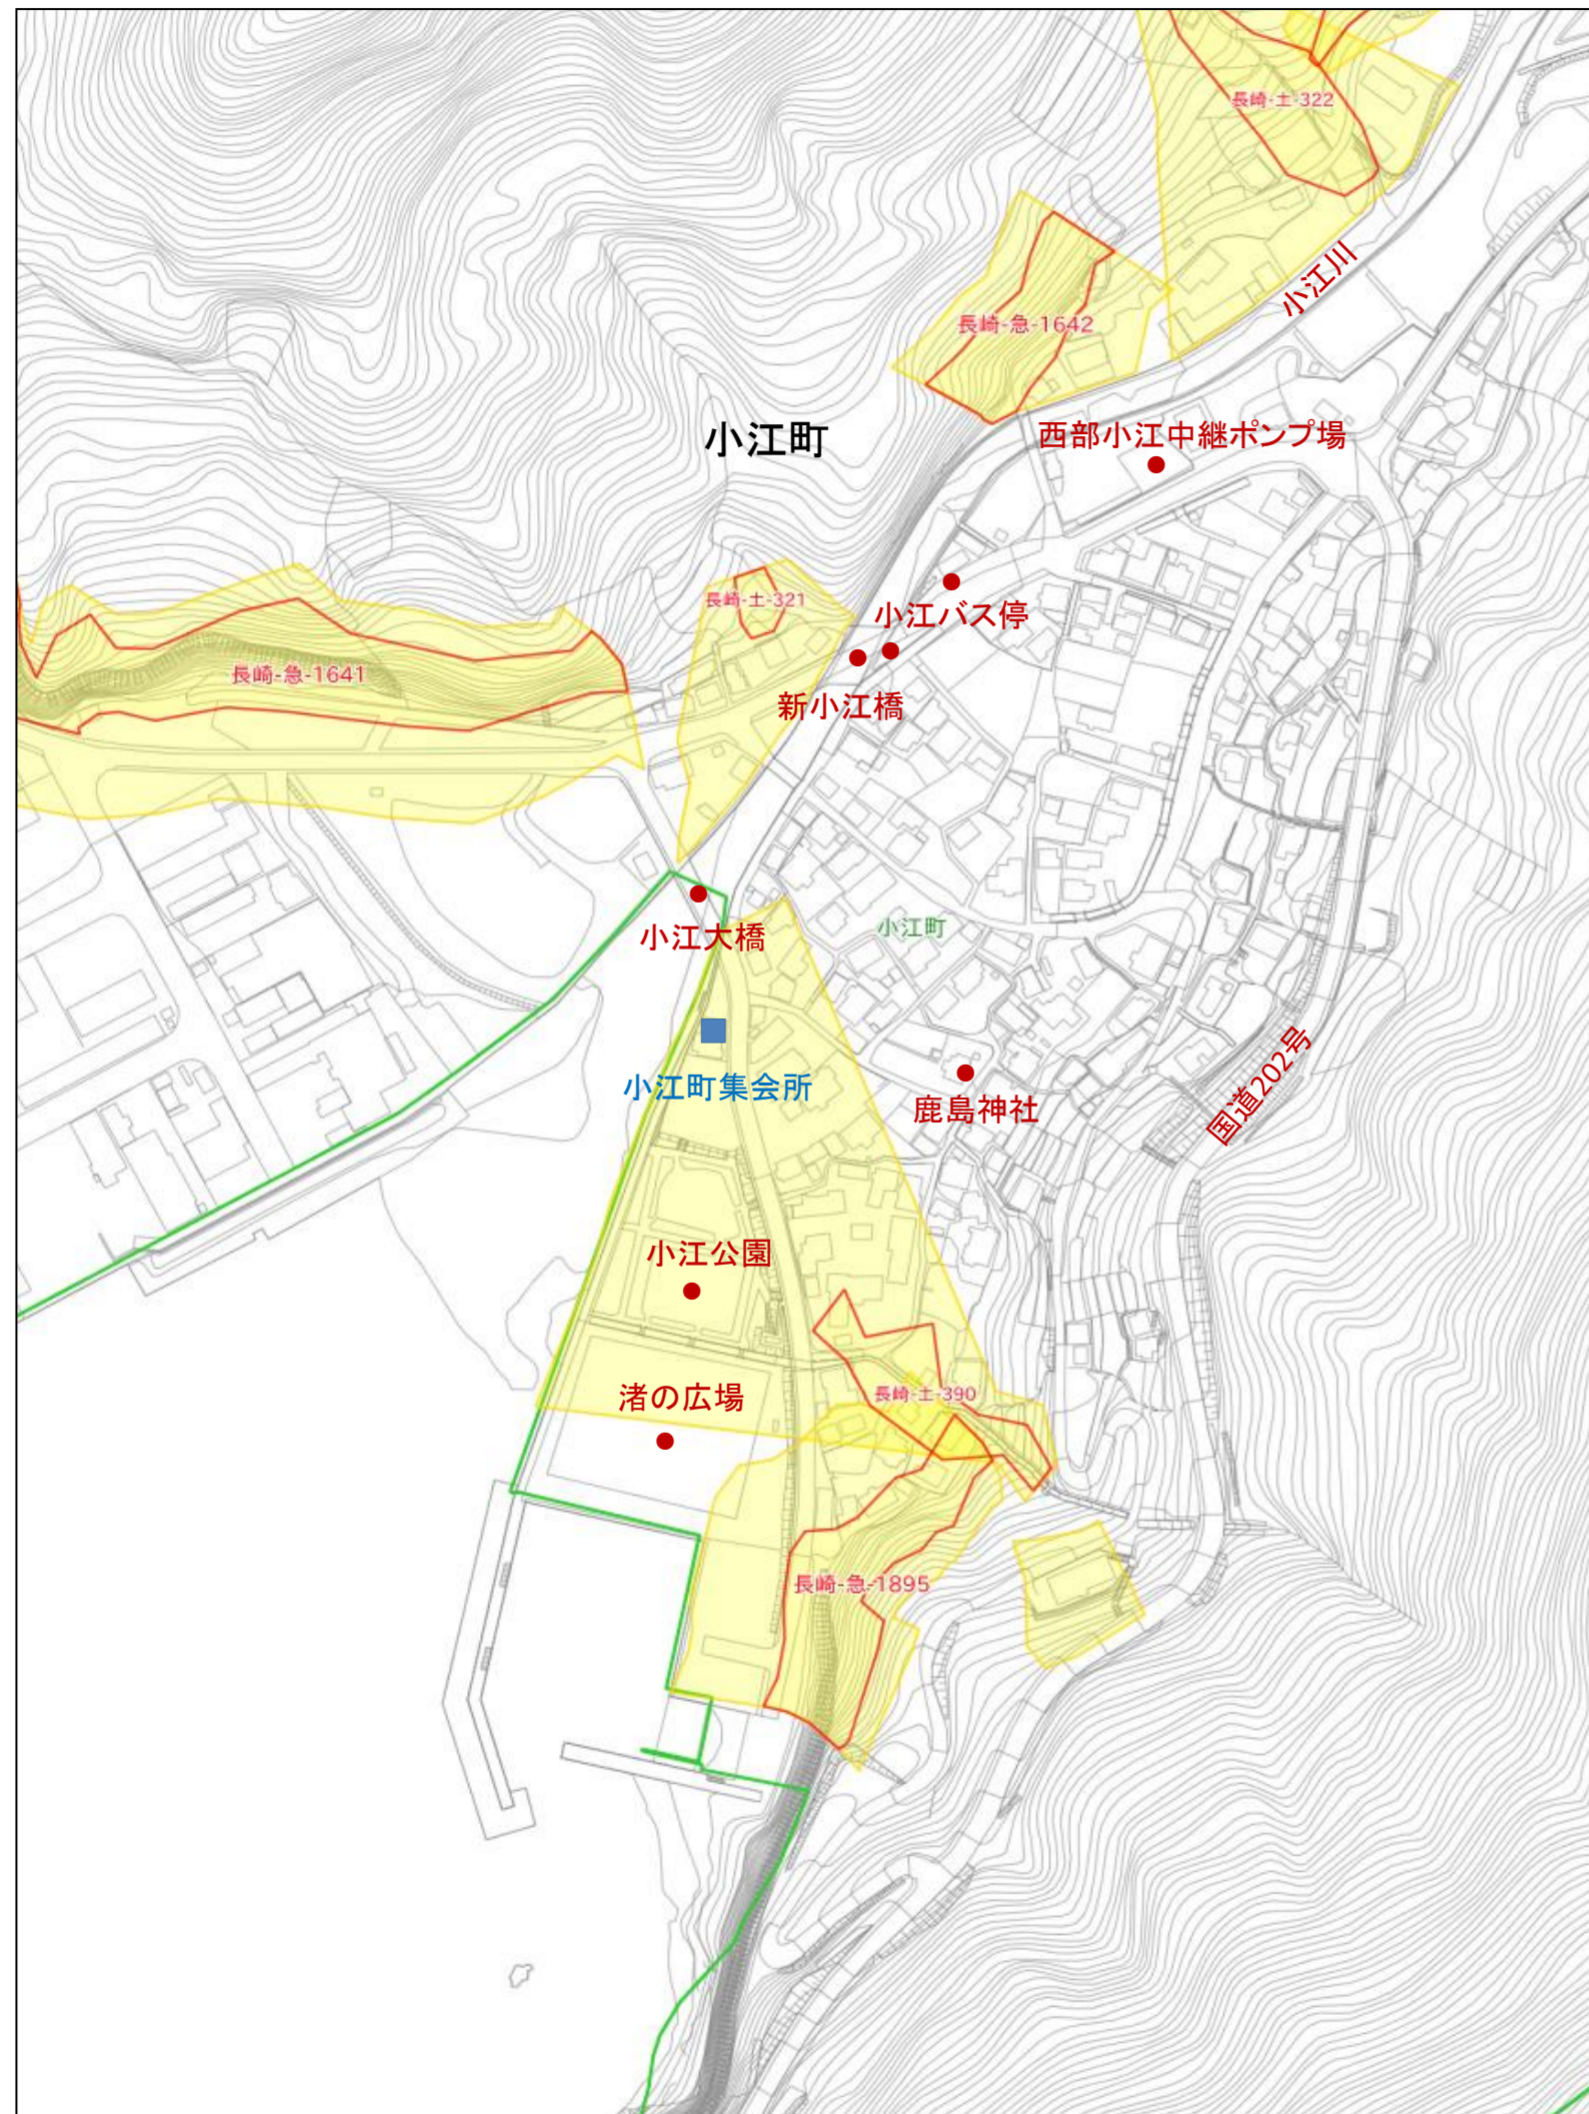 長崎-土-322
小江川
長崎-急-1642
西部小江中継ポンプ場
小江町
小江バス停
長崎-土-321
長崎-急-1641
新小江橋
小江大橋
小江町
小江町集会所
鹿島神社
国道202号
小江公園
渚の広場
長崎-土-390
長崎-急-1895